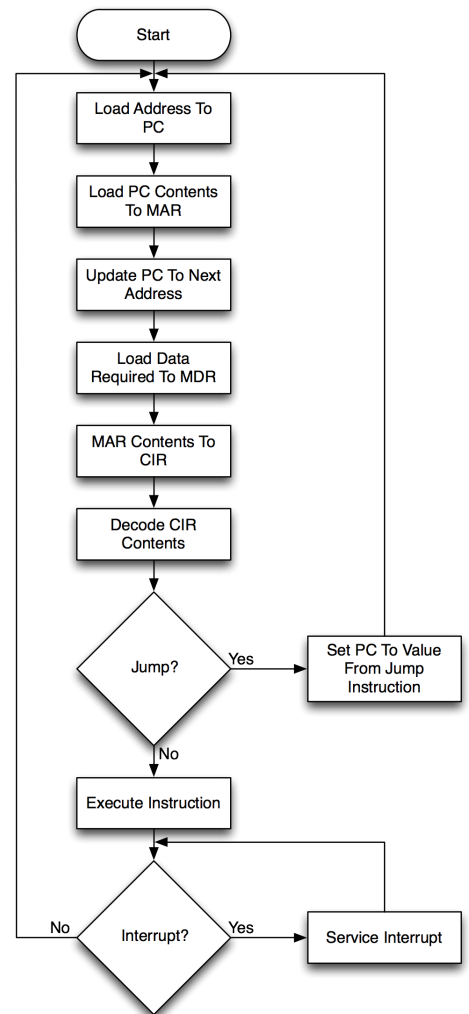 Start
Load Address To
PC
Load PC Contents
To MAR
Update PC To Next
Address
Load Data
Required To MDR
MAR Contents To
CIR
Decode CIR
Contents
Jump?
Yes
Set PC To Value
From Jump
Instruction
No
Execute Instruction
No
Interrupt?
Yes
Service Interrupt